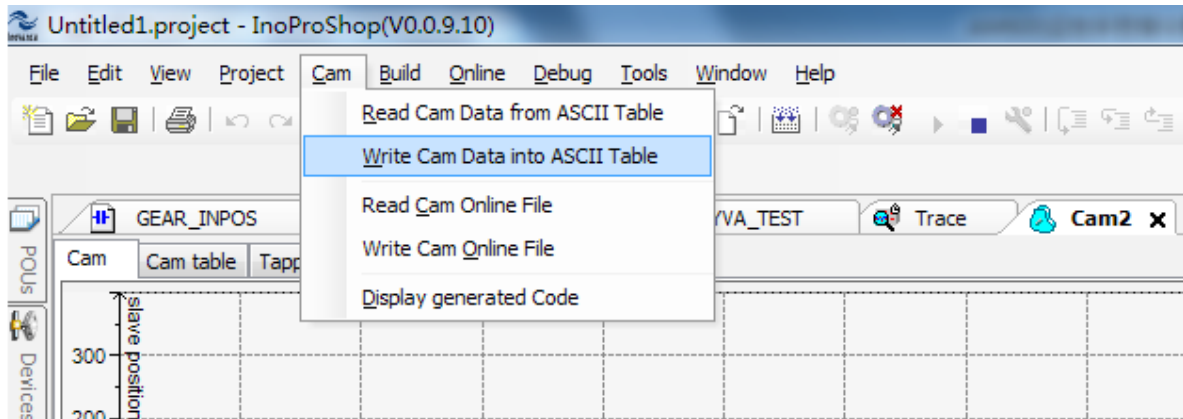 Untitled1.project - InoProShop(V0.0.9.10)
File Edit View Project Cam Build Online Debug Tools Window Help
Read Cam Data from ASCII Table
Write Cam Data into ASCII Table
Read Cam Online File
Write Cam Online File
Display generated Code
GEAR_INPOS YVA_TEST Trace Cam2
Cam Cam table Tapp
POUs
Devices
slave position
300
200